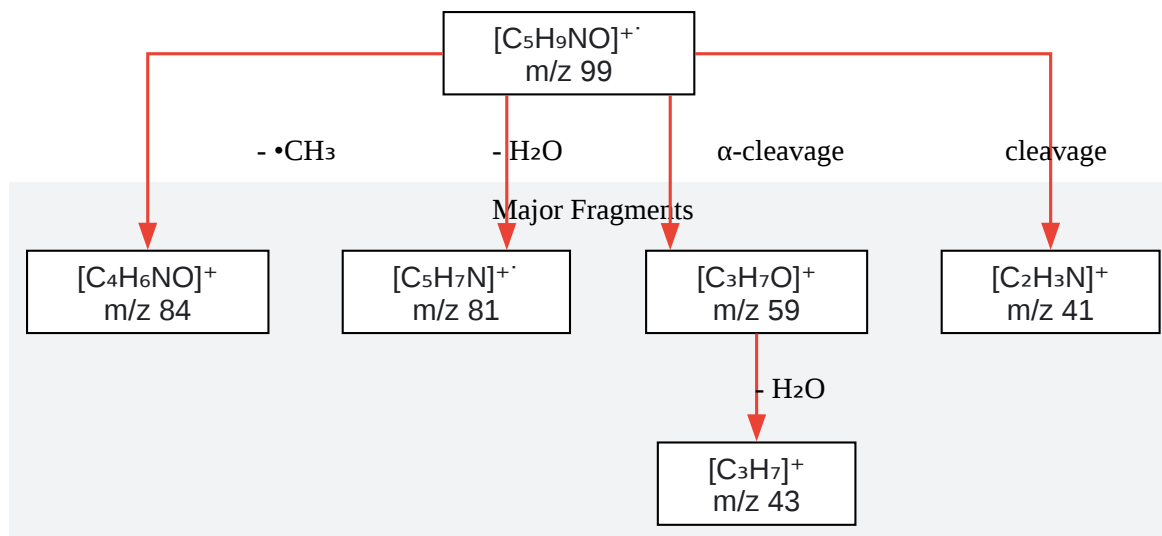 [C₅H₉NO]⁺˙
m/z 99
- •CH₃
- H₂O
α-cleavage
cleavage
Major Fragments
[C₄H₆NO]⁺
m/z 84
[C₅H₇N]⁺˙
m/z 81
[C₃H₇O]⁺
m/z 59
[C₂H₃N]⁺
m/z 41
- H₂O
[C₃H₇]⁺
m/z 43